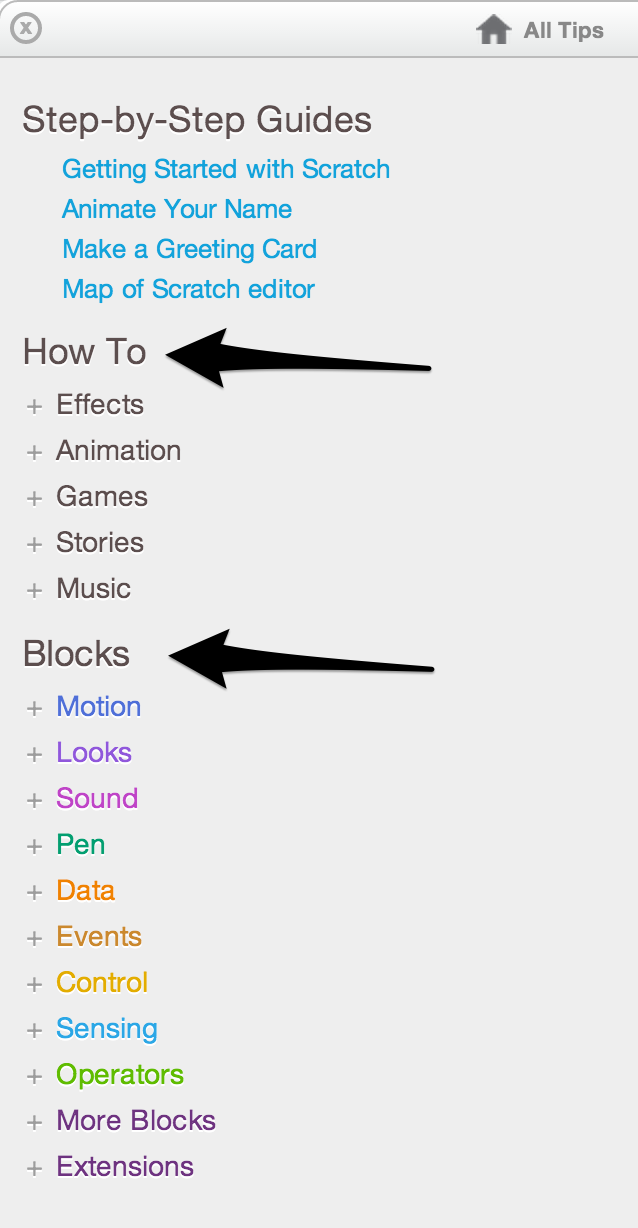 All Tips
Step-by-Step Guides
Getting Started with Scratch
Animate Your Name
Make a Greeting Card
Map of Scratch editor
How To
+ Effects
+ Animation
+ Games
+ Stories
+ Music
Blocks
+ Motion
+ Looks
+ Sound
+ Pen
+ Data
+ Events
+ Control
+ Sensing
+ Operators
+ More Blocks
+ Extensions